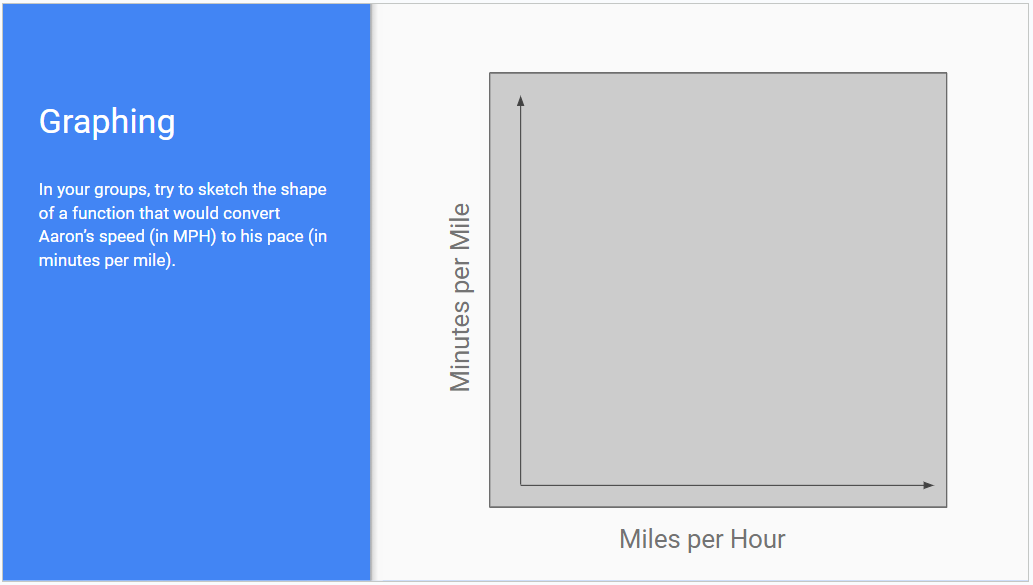 Graphing
In your groups, try to sketch the shape
of a function that would convert
Aaron's speed (in MPH) to his pace (in
minutes per mile).
Minutes per Mile
Miles per Hour